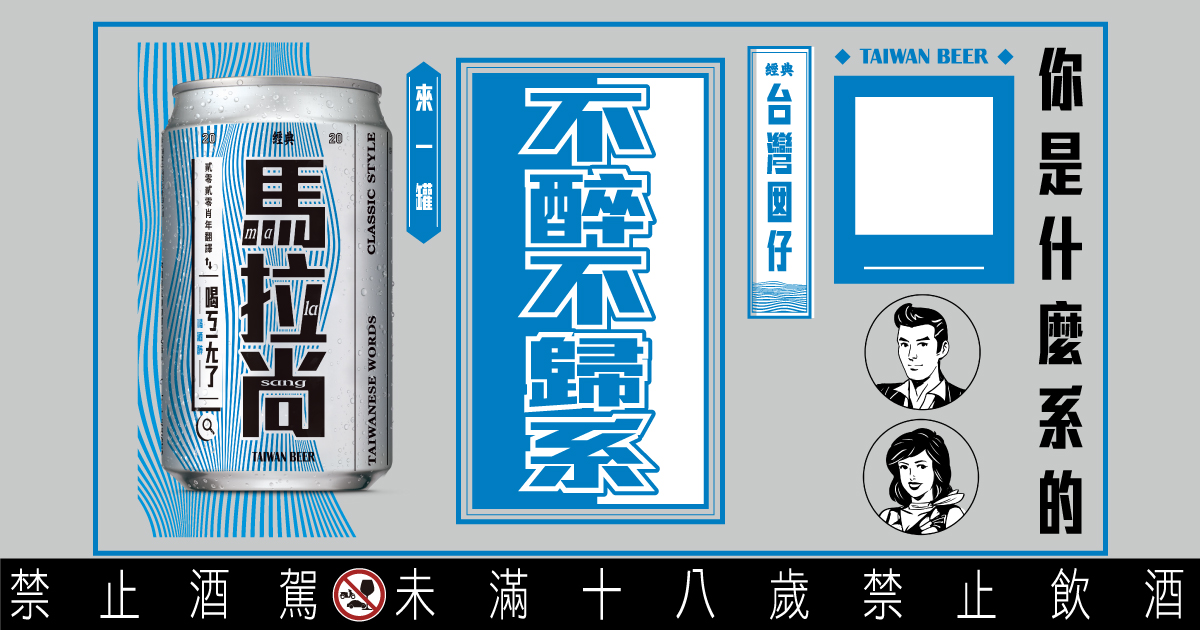 你是什麼系的
TAIWAN BEER
經典
台灣囡仔
不醉不歸系
來一罐
20 經典 20
馬拉尚
ma
la
sang
TAIWAN BEER
CLASSIC STYLE
TAIWANESE WORDS
貳零貳零肖年翻譯
喝ㄎㄧㄤ了
禁止酒駕 未滿十八歲禁止飲酒